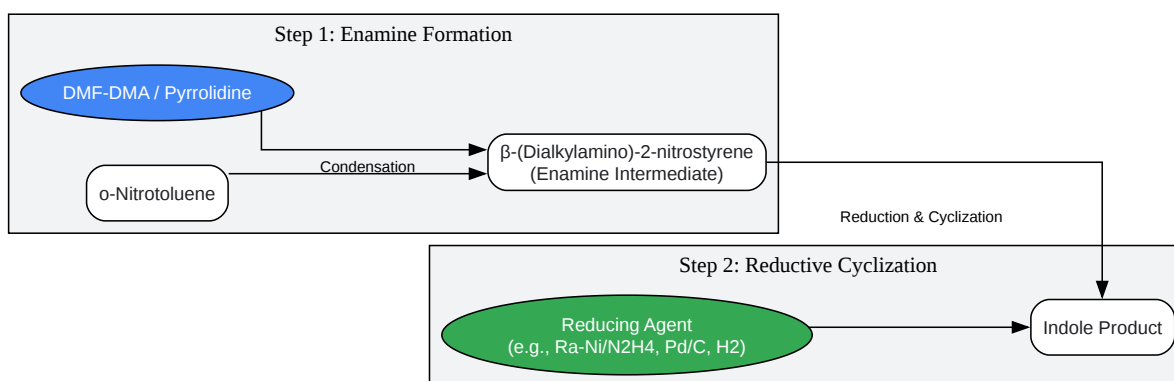 Step 1: Enamine Formation
DMF-DMA / Pyrrolidine
Condensation
o-Nitrotoluene
β-(Dialkylamino)-2-nitrostyrene
(Enamine Intermediate)
Reduction & Cyclization
Step 2: Reductive Cyclization
Reducing Agent
(e.g., Ra-Ni/N2H4, Pd/C, H2)
Indole Product